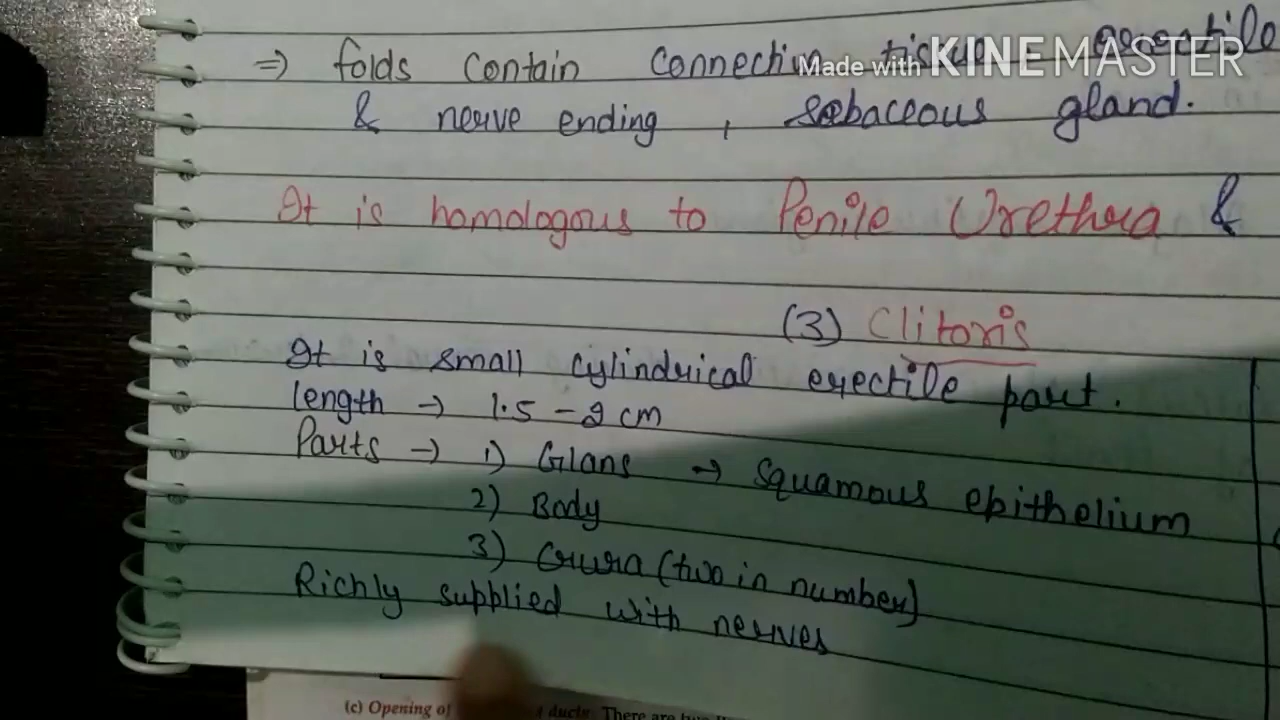 ⇒ folds contain connective tissue erectile
& nerve ending , sebaceous gland.
Made with KINEMASTER
It is homologous to Penile Urethra &
(3) Clitoris
It is small cylindrical erectile part.
length → 1.5 - 2 cm
Parts → 1) Glans → Squamous epithelium
2) Body
3) Crura (two in number)
Richly supplied with nerves
(c) Opening of ducts. There are